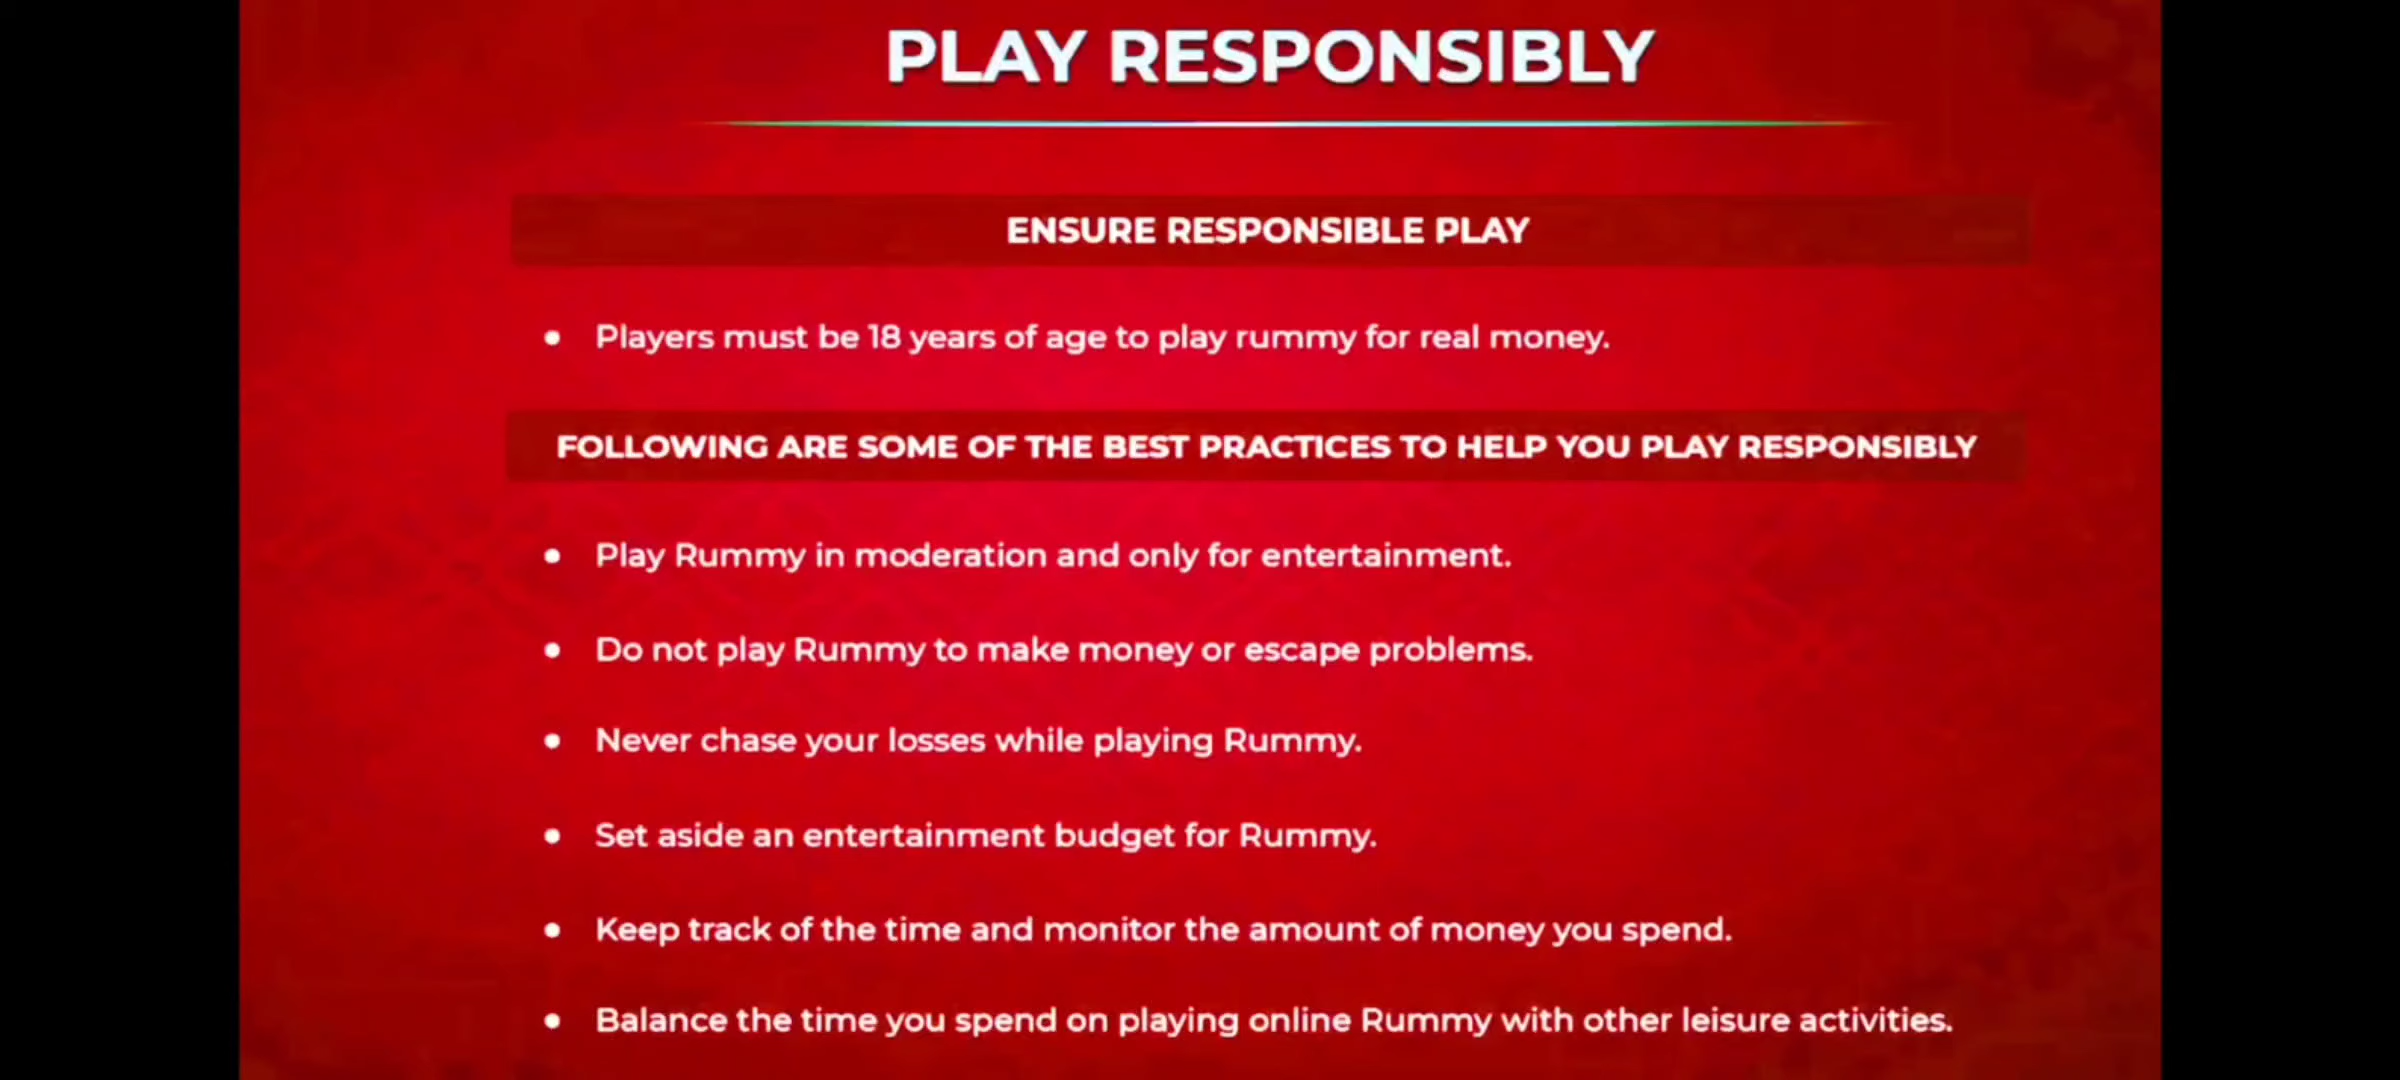 PLAY RESPONSIBLY
ENSURE RESPONSIBLE PLAY
• Players must be 18 years of age to play rummy for real money.
FOLLOWING ARE SOME OF THE BEST PRACTICES TO HELP YOU PLAY RESPONSIBLY
• Play Rummy in moderation and only for entertainment.
• Do not play Rummy to make money or escape problems.
• Never chase your losses while playing Rummy.
• Set aside an entertainment budget for Rummy.
• Keep track of the time and monitor the amount of money you spend.
• Balance the time you spend on playing online Rummy with other leisure activities.